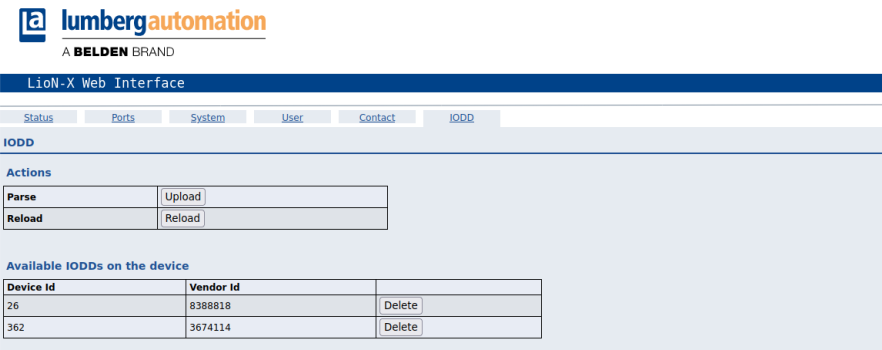 la lumbergautomation
A BELDEN BRAND
LioN-X Web Interface
Status Ports System User Contact IODD
IODD
Actions
Parse Upload
Reload Reload
Available IODDs on the device
Device Id Vendor Id
26 8388818 Delete
362 3674114 Delete